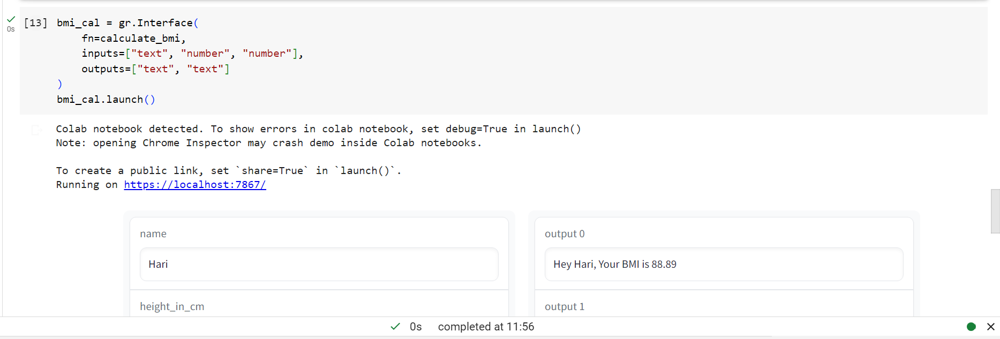 0s
[13] bmi_cal = gr.Interface(
fn=calculate_bmi,
inputs=["text", "number", "number"],
outputs=["text", "text"]
)
bmi_cal.launch()
Colab notebook detected. To show errors in colab notebook, set debug=True in launch()
Note: opening Chrome Inspector may crash demo inside Colab notebooks.
To create a public link, set `share=True` in `launch()`.
Running on https://localhost:7867/
name
Hari
height_in_cm
output 0
Hey Hari, Your BMI is 88.89
output 1
0s completed at 11:56